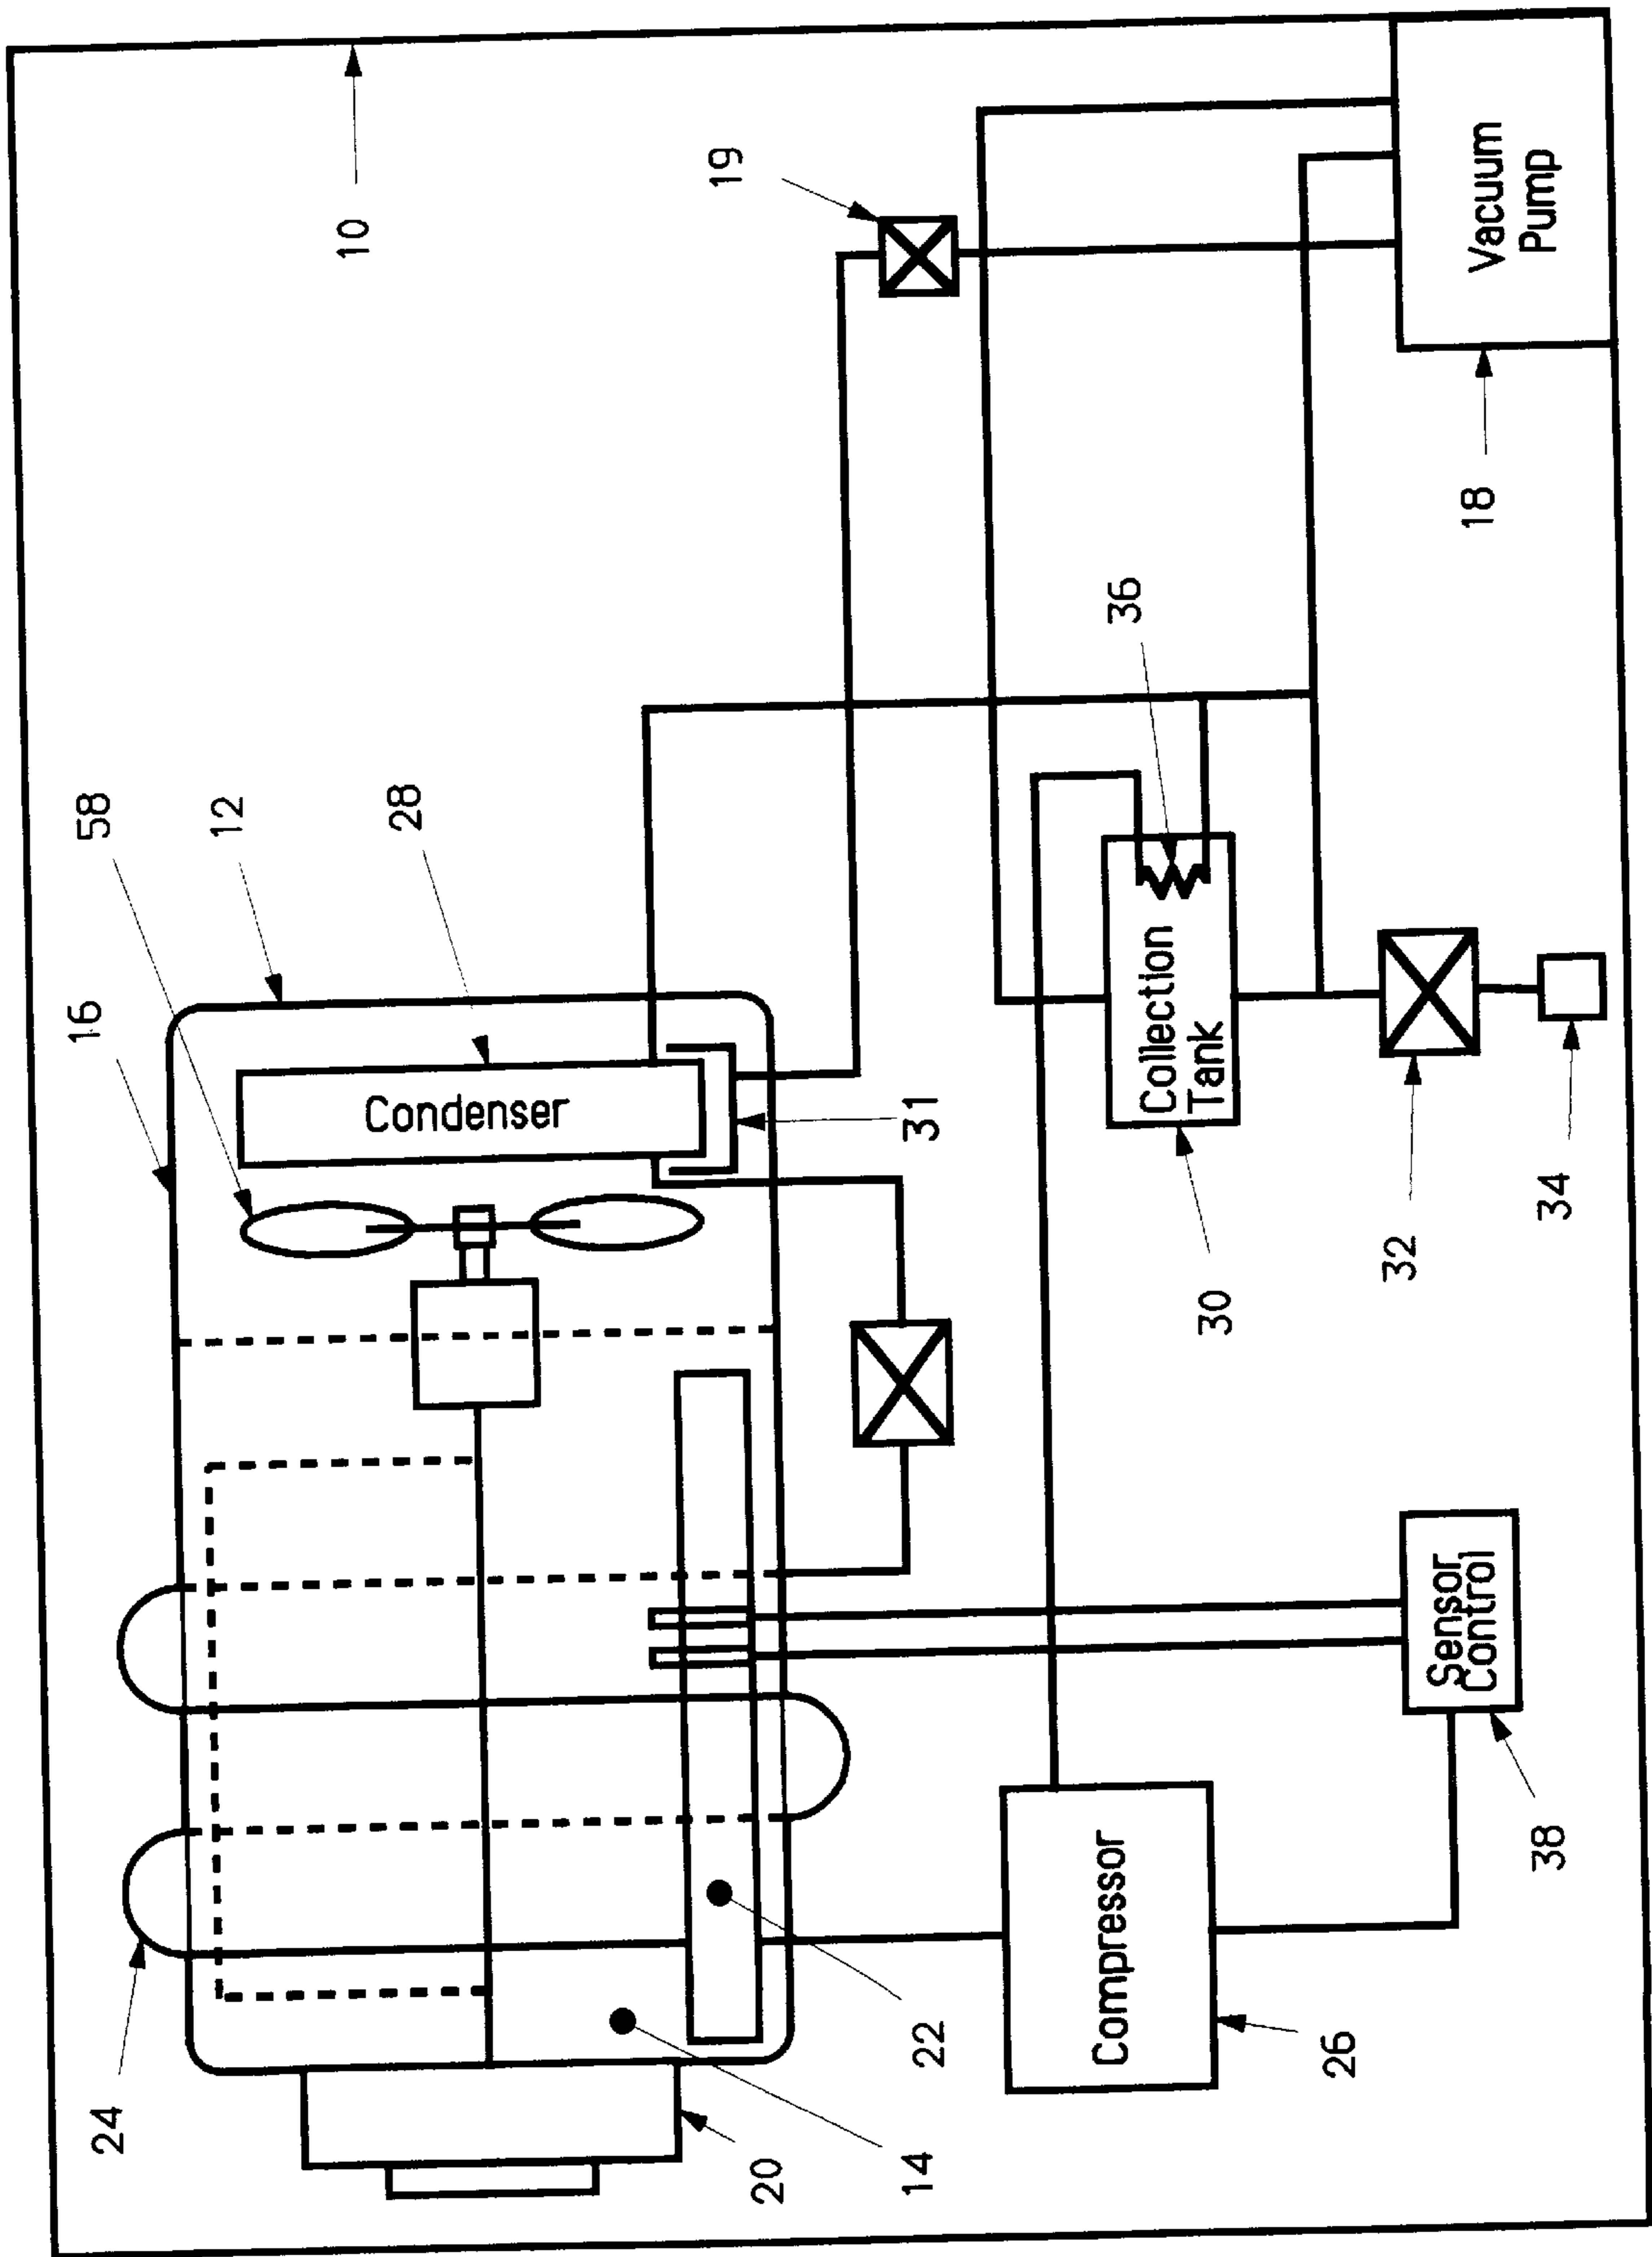 10
19
Vacuum
Pump
18
58
12
28
36
16
Condenser
31
Collection
Tank
30
32
34
Sensor
Control
38
24
20
14
22
Compressor
26